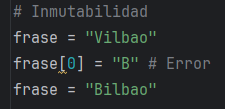 # Inmutabilidad
frase = "Vilbao"
frase[0] = "B" # Error
frase = "Bilbao"